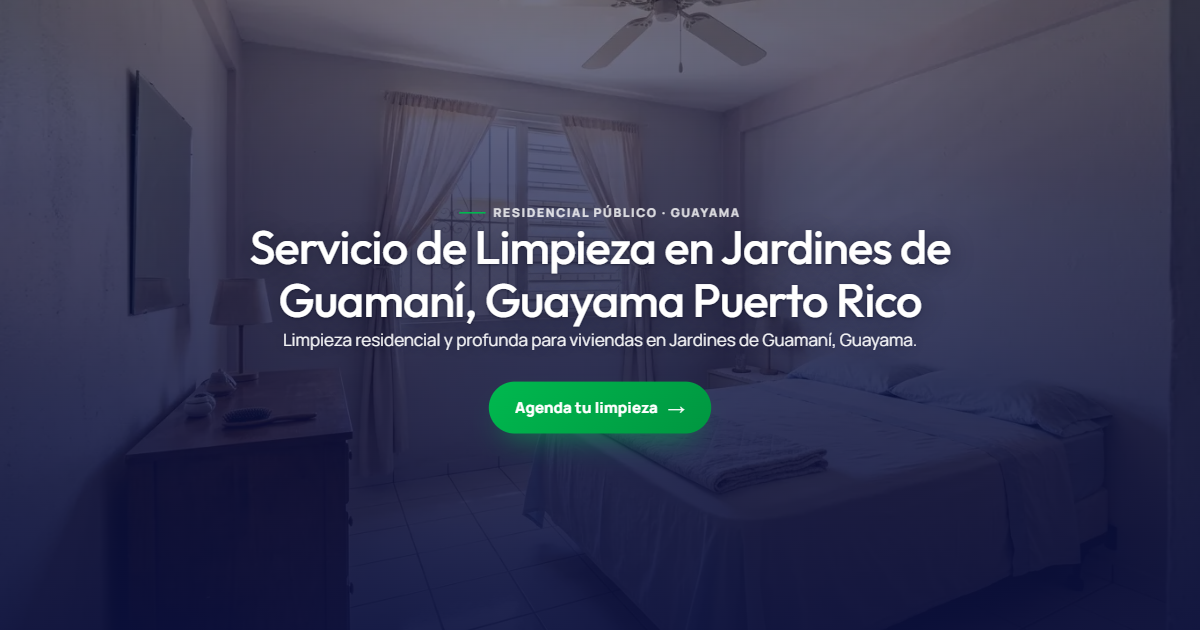 RESIDENCIAL PÚBLICO · GUAYAMA
Servicio de Limpieza en Jardines de
Guamaní, Guayama Puerto Rico
Limpieza residencial y profunda para viviendas en Jardines de Guamaní, Guayama.
Agenda tu limpieza →